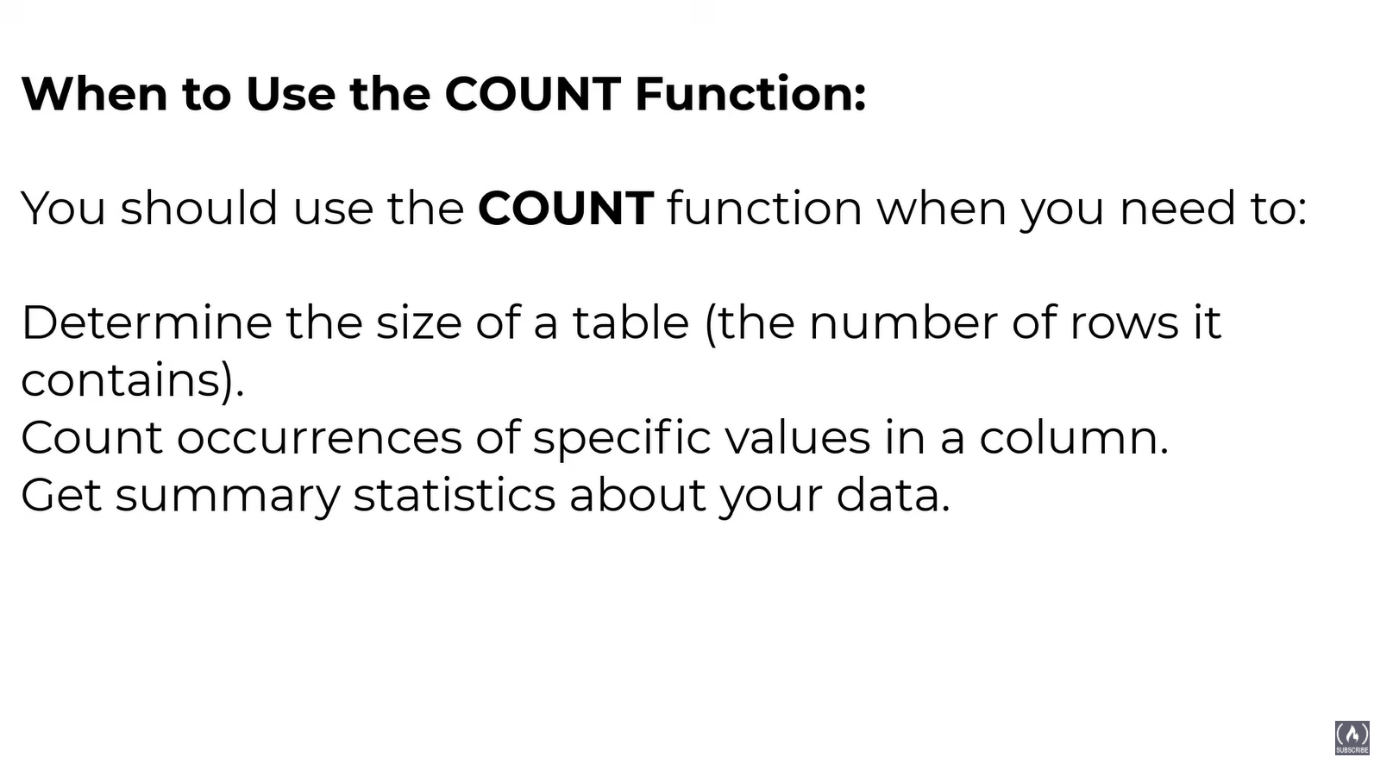 When to Use the COUNT Function:
You should use the COUNT function when you need to:
Determine the size of a table (the number of rows it
contains).
Count occurrences of specific values in a column.
Get summary statistics about your data.
SUBSCRIBE